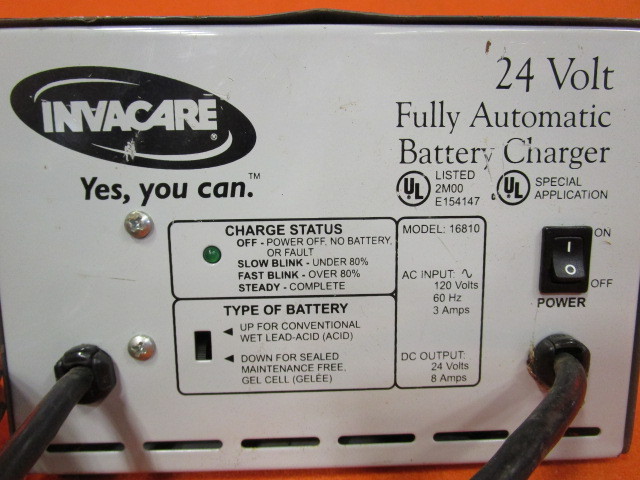 INVACARE®
Yes, you can.™
24 Volt
Fully Automatic
Battery Charger
UL LISTED
2M00
E154147
c UL SPECIAL
APPLICATION
CHARGE STATUS
OFF - POWER OFF, NO BATTERY,
OR FAULT
SLOW BLINK - UNDER 80%
FAST BLINK - OVER 80%
STEADY - COMPLETE
TYPE OF BATTERY
◄ UP FOR CONVENTIONAL
WET LEAD-ACID (ACID)
◄ DOWN FOR SEALED
MAINTENANCE FREE,
GEL CELL (GELÉE)
MODEL: 16810
AC INPUT: ∿
120 Volts
60 Hz
3 Amps
DC OUTPUT:
24 Volts
8 Amps
ON
I
O
OFF
POWER